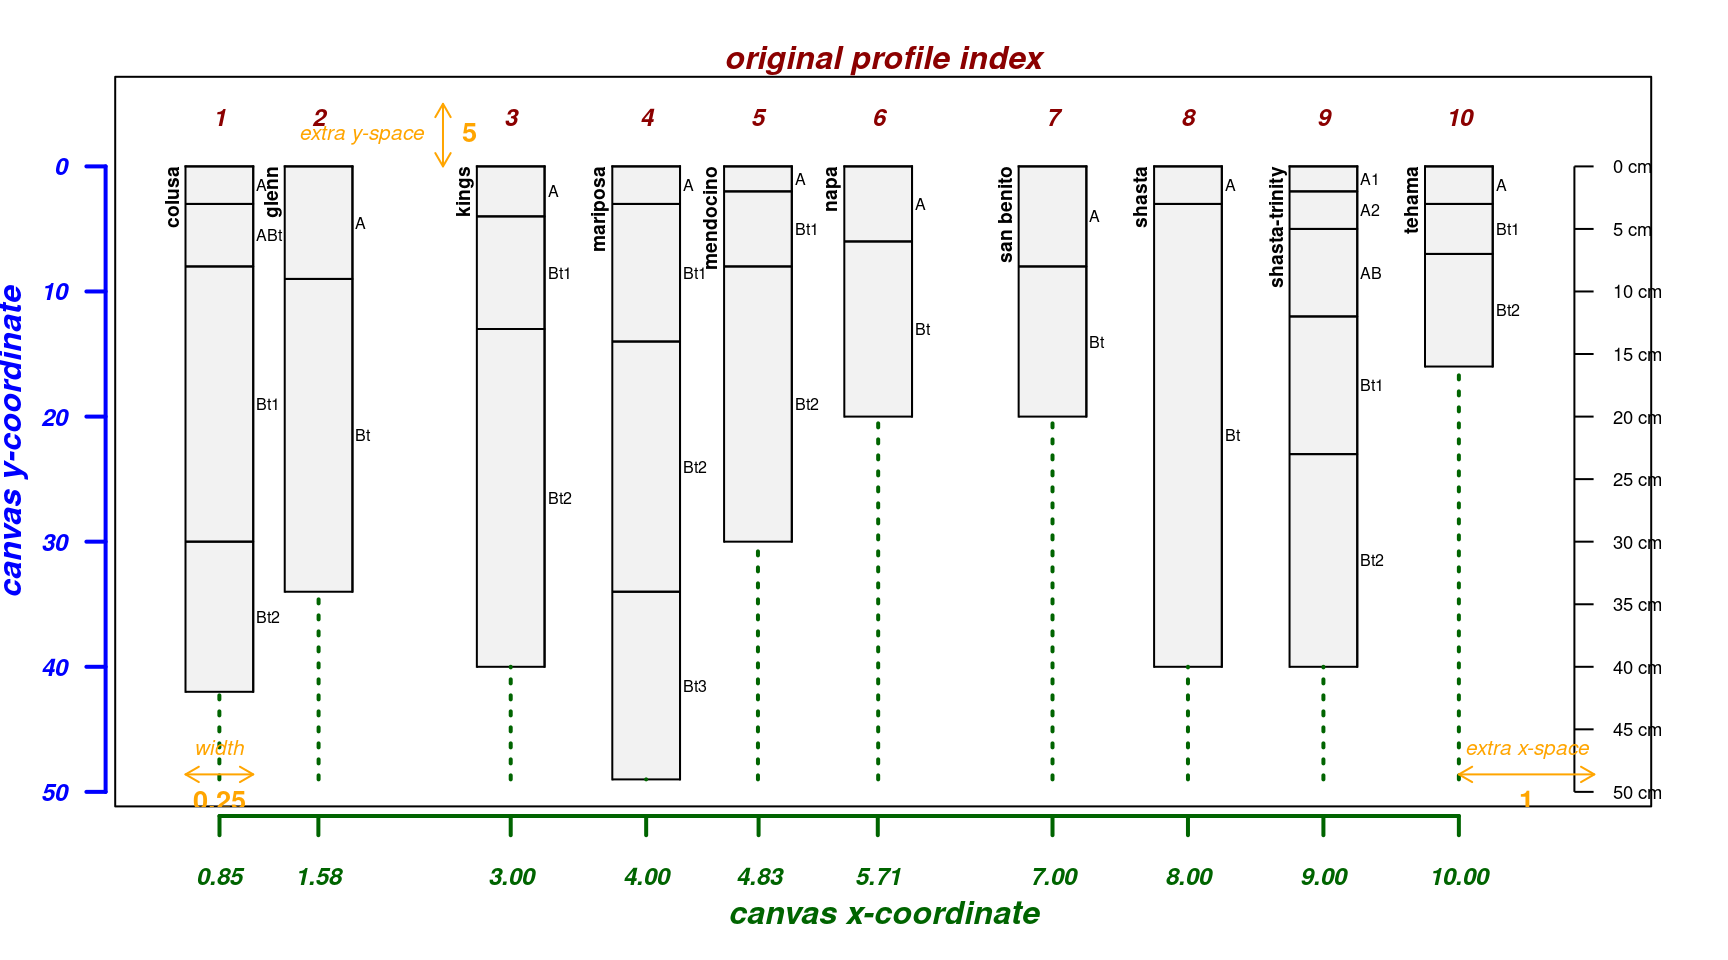 original profile index
1 2 3 4 5 6 7 8 9 10
extra y-space 5
canvas y-coordinate
0
10
20
30
40
50
colusa
A
ABt
Bt1
Bt2
glenn
A
Bt
kings
A
Bt1
Bt2
mariposa
A
Bt1
Bt2
Bt3
mendocino
A
Bt1
Bt2
napa
A
Bt
san benito
A
Bt
shasta
A
Bt
shasta-trinity
A1
A2
AB
Bt1
Bt2
tehama
A
Bt1
Bt2
0 cm
5 cm
10 cm
15 cm
20 cm
25 cm
30 cm
35 cm
40 cm
45 cm
50 cm
width
0.25
extra x-space
1
0.85 1.58 3.00 4.00 4.83 5.71 7.00 8.00 9.00 10.00
canvas x-coordinate